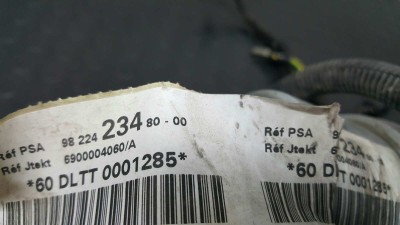 Réf PSA 98 224 234 80 - 00
Réf Jtekt 6900004060/A
*60 DLTT 0001285*
Réf PSA 98
Réf Jtekt
*60 DLTT 0001285*